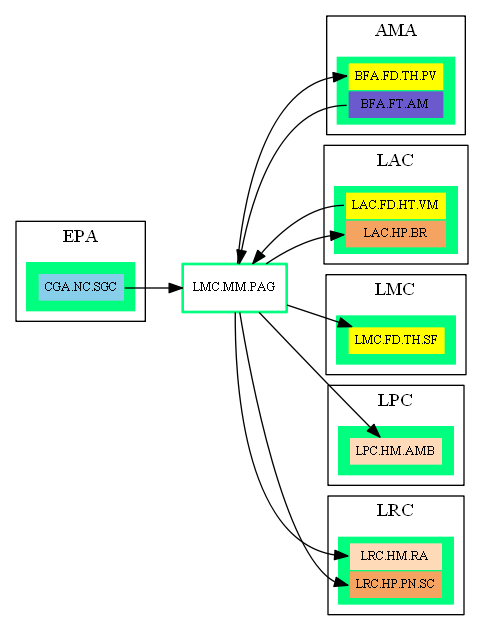 AMA
BFA.FD.TH.PV
BFA.FT.AM
LAC
LAC.FD.HT.VM
LAC.HP.BR
EPA
CGA.NC.SGC
LMC.MM.PAG
LMC
LMC.FD.TH.SF
LPC
LPC.HM.AMB
LRC
LRC.HM.RA
LRC.HP.PN.SC